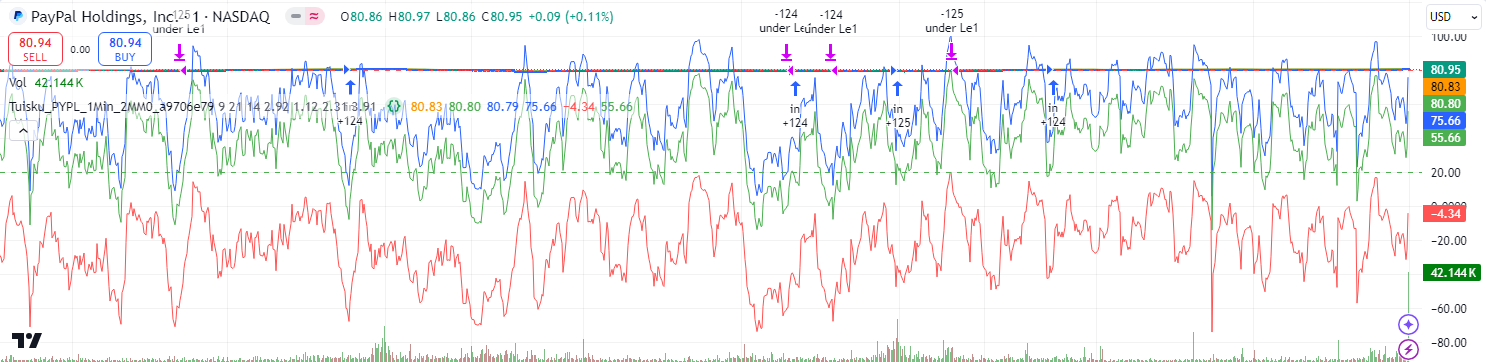 PayPal Holdings, Inc. · 1 · NASDAQ O80.86 H80.97 L80.86 C80.95 +0.09 (+0.11%)
USD
-125
under Le1
-124
under Le1
-124
under Le1
-125
under Le1
80.94
SELL
0.00
80.94
BUY
Vol 42.144 K
Tuisku_PYPL_1Min_2MM0_a9706e79 9 21 14 2.92 1.12 2.31 3.91 80.83 80.80 80.79 75.66 −4.34 55.66
+124
in
+124
in
+125
in
+124
100.00
80.95
80.83
80.80
75.66
55.66
20.00
0.0000
−4.34
−20.00
42.144 K
−60.00
−80.00